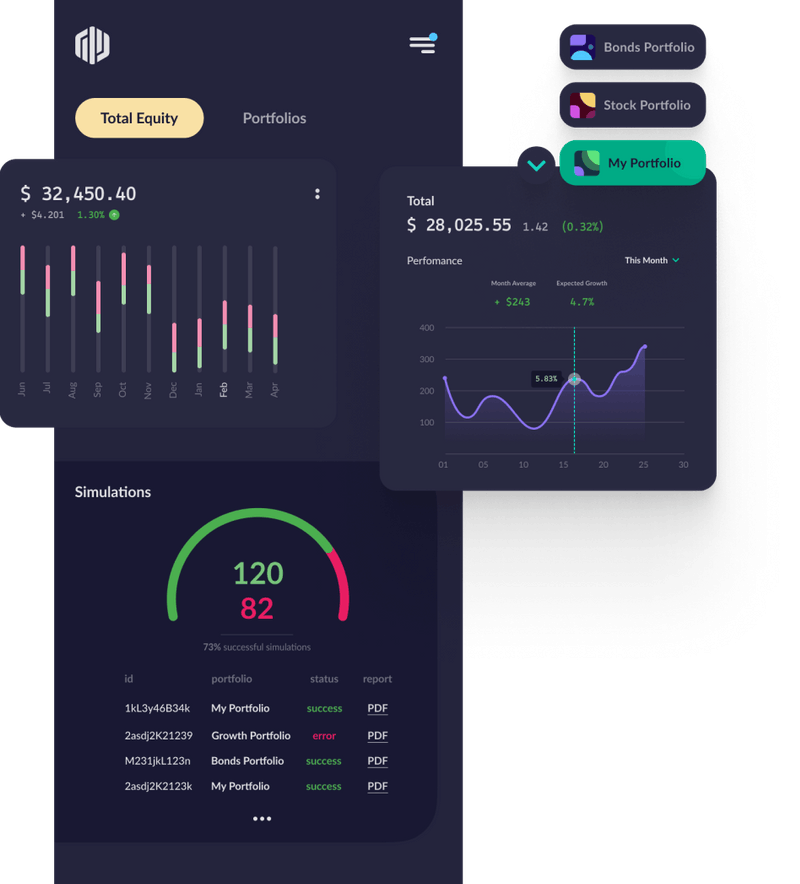 Bonds Portfolio
Stock Portfolio
My Portfolio
Total Equity
Portfolios
$ 32,450.40
+ $4.201 1.30%
Jun Jul Aug Sep Oct Nov Dec Jan Feb Mar Apr
Total
$ 28,025.55 1.42 (0.32%)
Perfomance
This Month
Month Average Expected Growth
+ $243 4.7%
400
300
200
100
5.83%
01 05 10 15 20 25 30
Simulations
120
82
73% successful simulations
id portfolio status report
1kL3y46B34k My Portfolio success PDF
2asdj2K21239 Growth Portfolio error PDF
M231jkL123n Bonds Portfolio success PDF
2asdj2K2123k My Portfolio success PDF